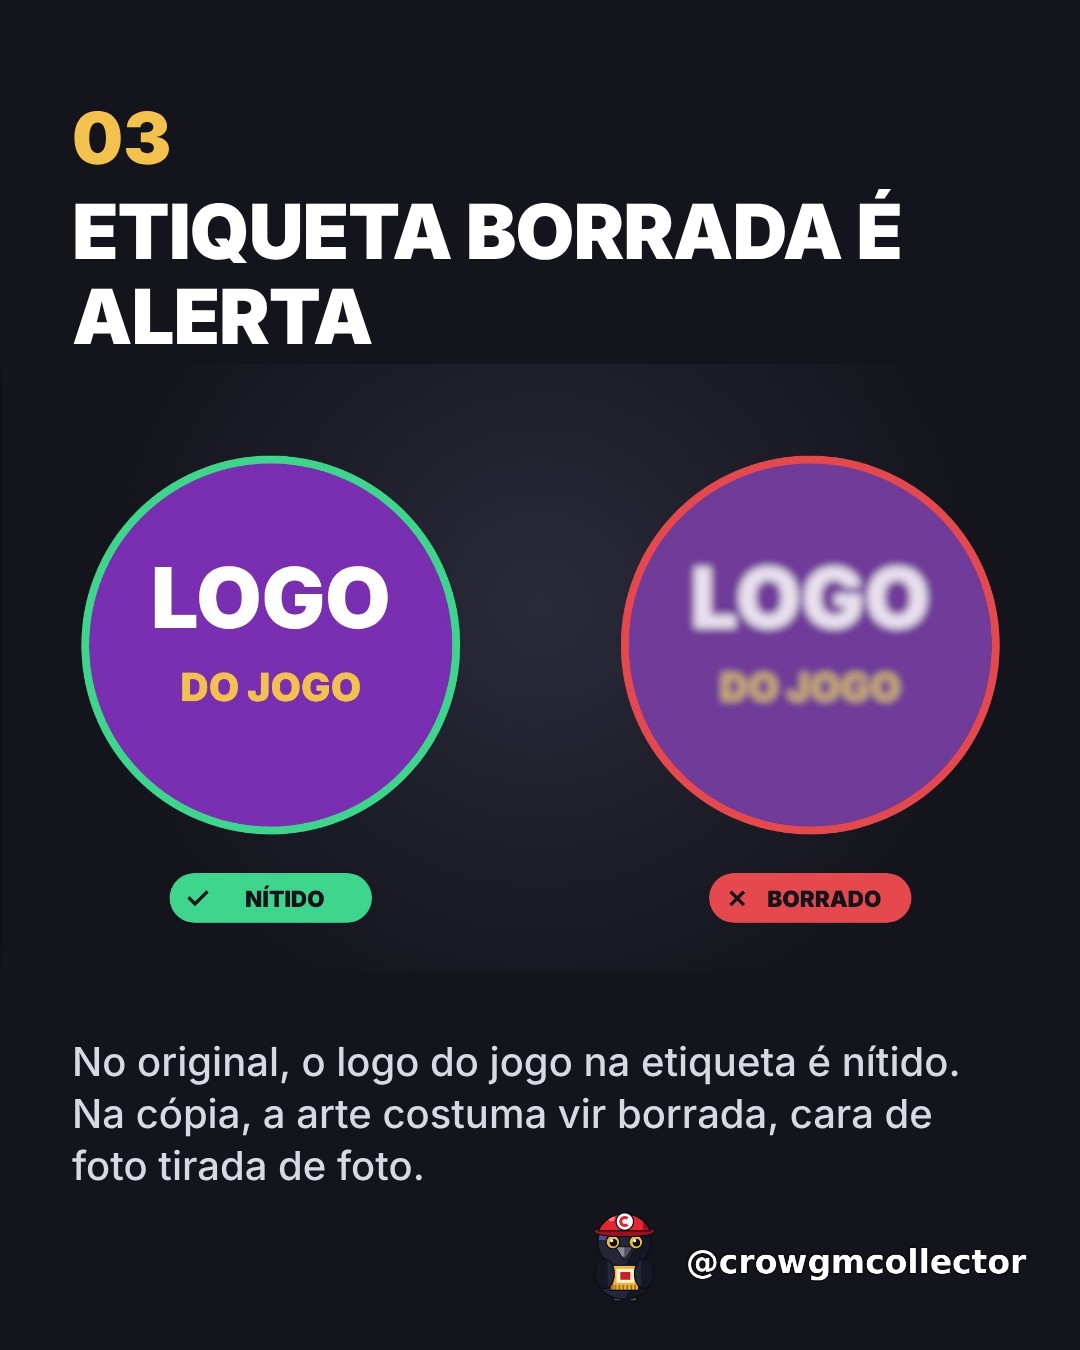 03
ETIQUETA BORRADA É
ALERTA
LOGO
DO JOGO
LOGO
DO JOGO
NÍTIDO
BORRADO
No original, o logo do jogo na etiqueta é nítido.
Na cópia, a arte costuma vir borrada, cara de
foto tirada de foto.
C
@crowgmcollector